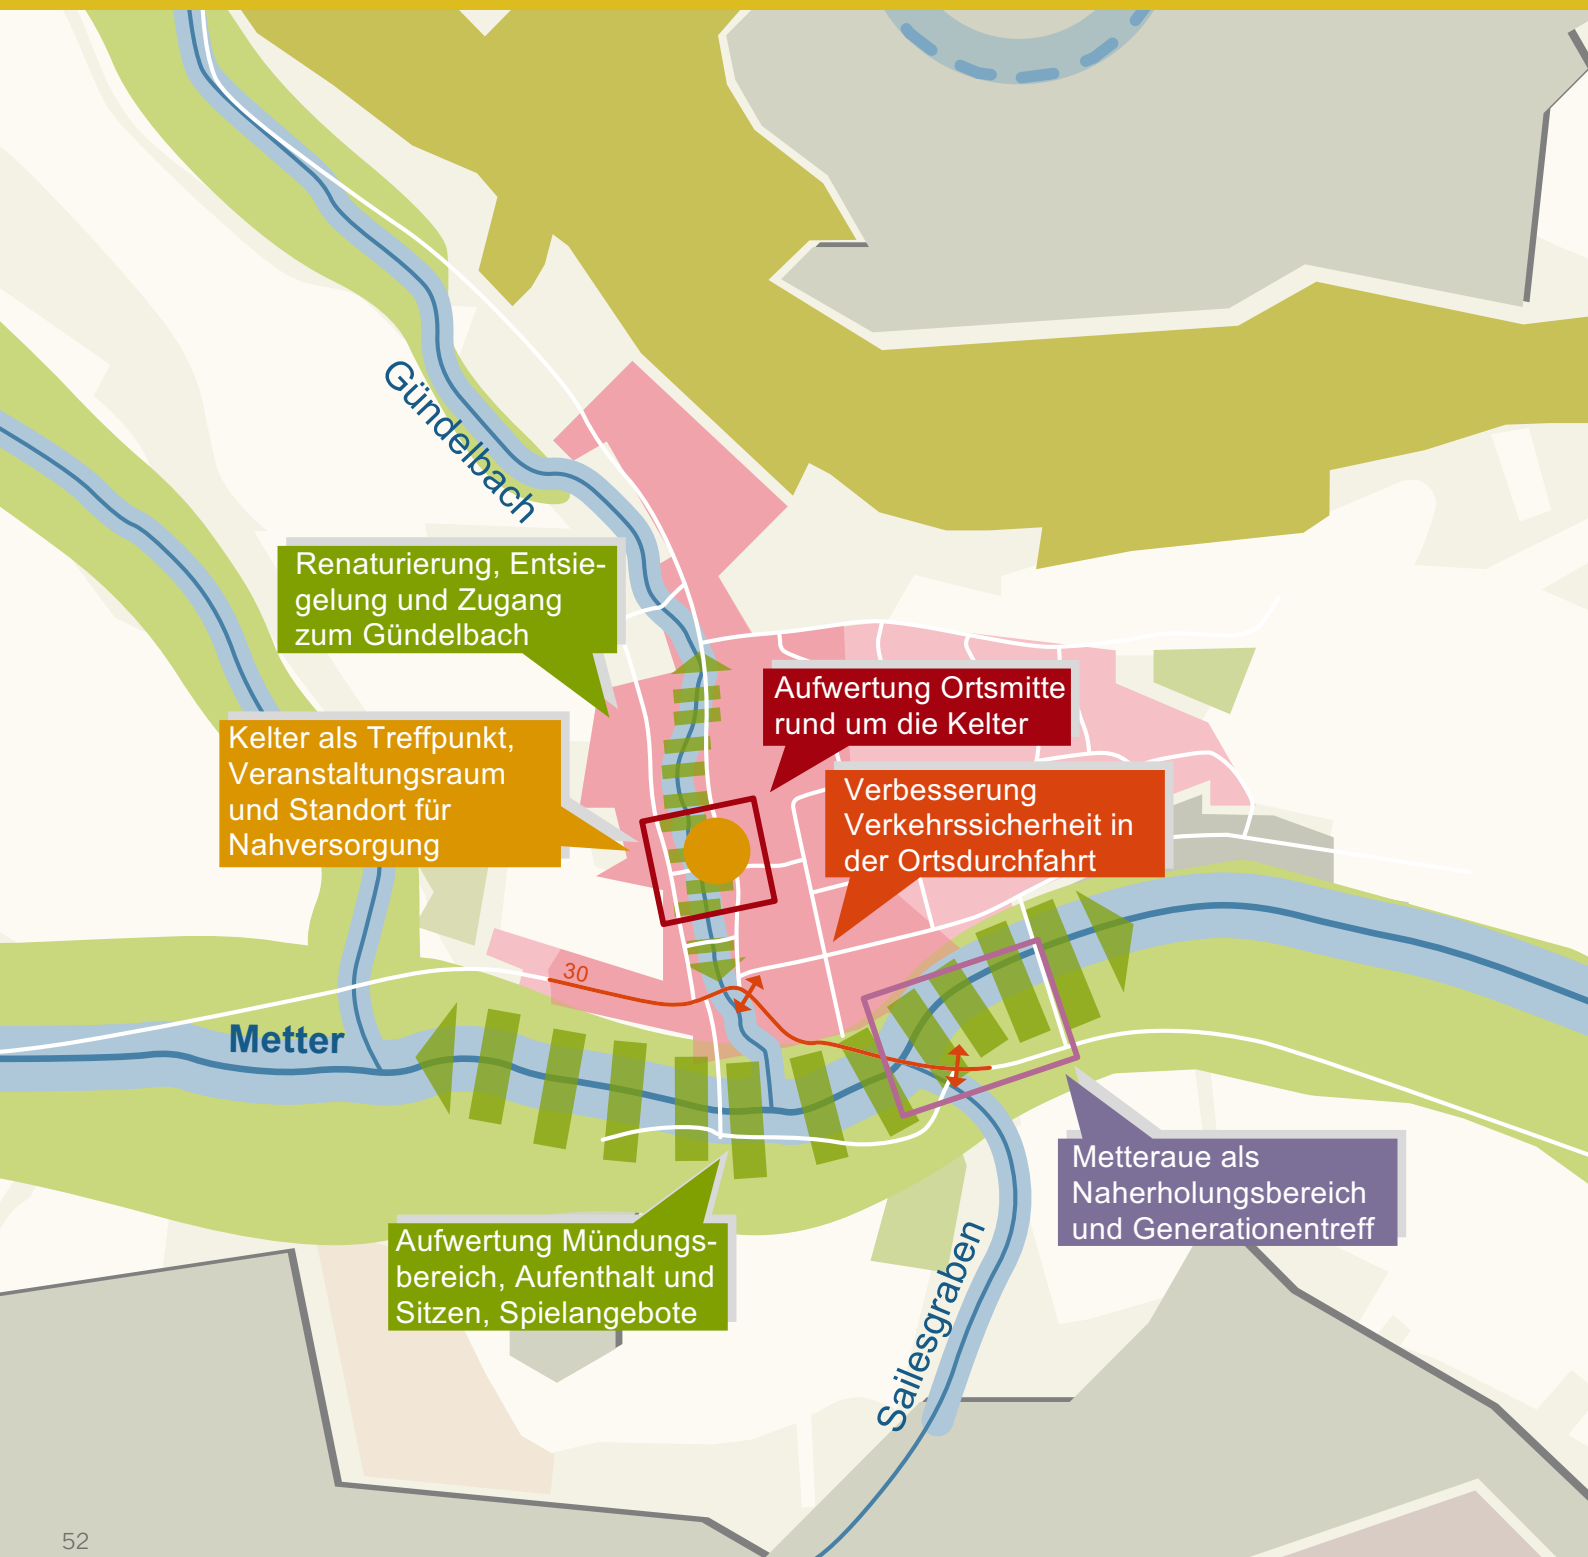 Gündelbach
Renaturierung, Entsie-
gelung und Zugang
zum Gündelbach
Aufwertung Ortsmitte
rund um die Kelter
Kelter als Treffpunkt,
Veranstaltungsraum
und Standort für
Nahversorgung
Verbesserung
Verkehrssicherheit in
der Ortsdurchfahrt
30
Metter
Metteraue als
Naherholungsbereich
und Generationentreff
Aufwertung Mündungs-
bereich, Aufenthalt und
Sitzen, Spielangebote
Sailesgraben
52